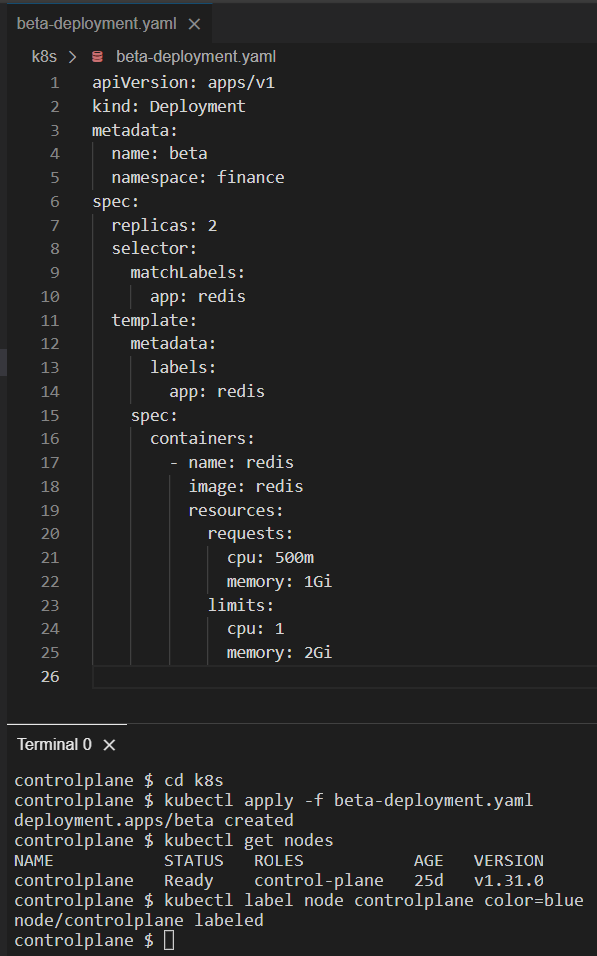 beta-deployment.yaml
k8s > beta-deployment.yaml
1 apiVersion: apps/v1
2 kind: Deployment
3 metadata:
4   name: beta
5   namespace: finance
6 spec:
7   replicas: 2
8   selector:
9     matchLabels:
10       app: redis
11   template:
12     metadata:
13       labels:
14         app: redis
15     spec:
16       containers:
17         - name: redis
18           image: redis
19           resources:
20             requests:
21               cpu: 500m
22               memory: 1Gi
23             limits:
24               cpu: 1
25               memory: 2Gi
26
Terminal 0
controlplane $ cd k8s
controlplane $ kubectl apply -f beta-deployment.yaml
deployment.apps/beta created
controlplane $ kubectl get nodes
NAME           STATUS   ROLES           AGE   VERSION
controlplane   Ready    control-plane   25d   v1.31.0
controlplane $ kubectl label node controlplane color=blue
node/controlplane labeled
controlplane $